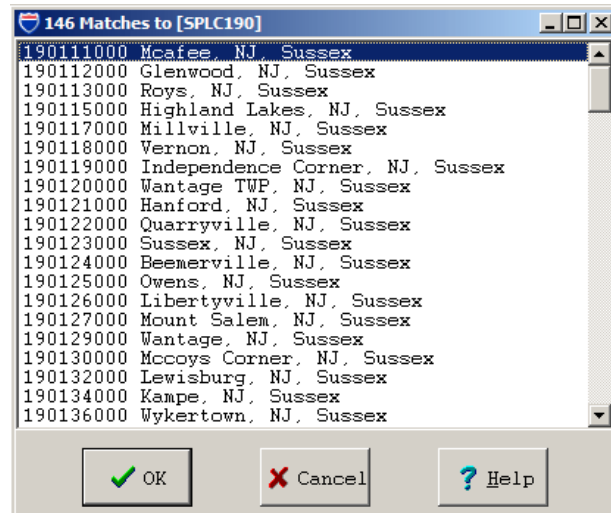 146 Matches to [SPLC190]
190111000 Mcafee, NJ, Sussex
190112000 Glenwood, NJ, Sussex
190113000 Roys, NJ, Sussex
190115000 Highland Lakes, NJ, Sussex
190117000 Millville, NJ, Sussex
190118000 Vernon, NJ, Sussex
190119000 Independence Corner, NJ, Sussex
190120000 Wantage TWP, NJ, Sussex
190121000 Hanford, NJ, Sussex
190122000 Quarryville, NJ, Sussex
190123000 Sussex, NJ, Sussex
190124000 Beemerville, NJ, Sussex
190125000 Owens, NJ, Sussex
190126000 Libertyville, NJ, Sussex
190127000 Mount Salem, NJ, Sussex
190129000 Wantage, NJ, Sussex
190130000 Mccoys Corner, NJ, Sussex
190132000 Lewisburg, NJ, Sussex
190134000 Kampe, NJ, Sussex
190136000 Wykertown, NJ, Sussex
OK Cancel Help